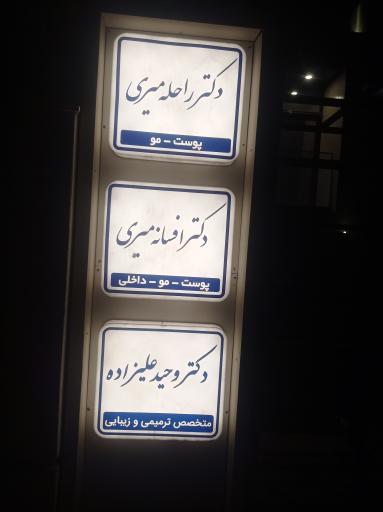 دکتر راحله میری
پوست - مو
دکتر افسانه میری
پوست - مو - داخلی
دکتر وحید علیزاده
متخصص ترمیمی و زیبایی